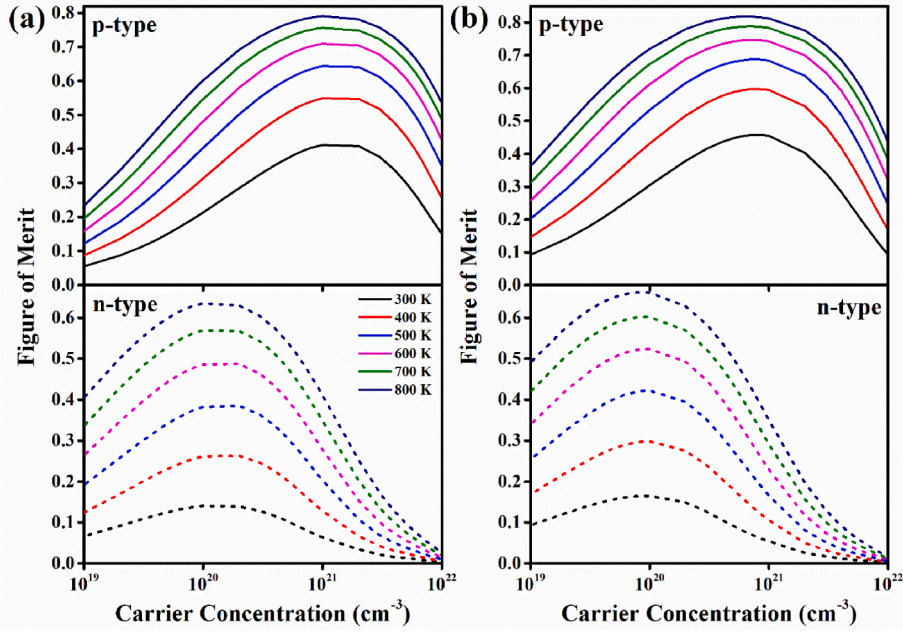 (a)
p-type
0.8
0.7
0.6
0.5
0.4
0.3
0.2
0.1
0.0
n-type
0.6
0.5
0.4
0.3
0.2
0.1
0.0
300 K
400 K
500 K
600 K
700 K
800 K
10^19 10^20 10^21 10^22
Carrier Concentration (cm^-3)
Figure of Merit
(b)
p-type
0.8
0.7
0.6
0.5
0.4
0.3
0.2
0.1
0.0
n-type
0.6
0.5
0.4
0.3
0.2
0.1
0.0
10^19 10^20 10^21 10^22
Carrier Concentration (cm^-3)
Figure of Merit